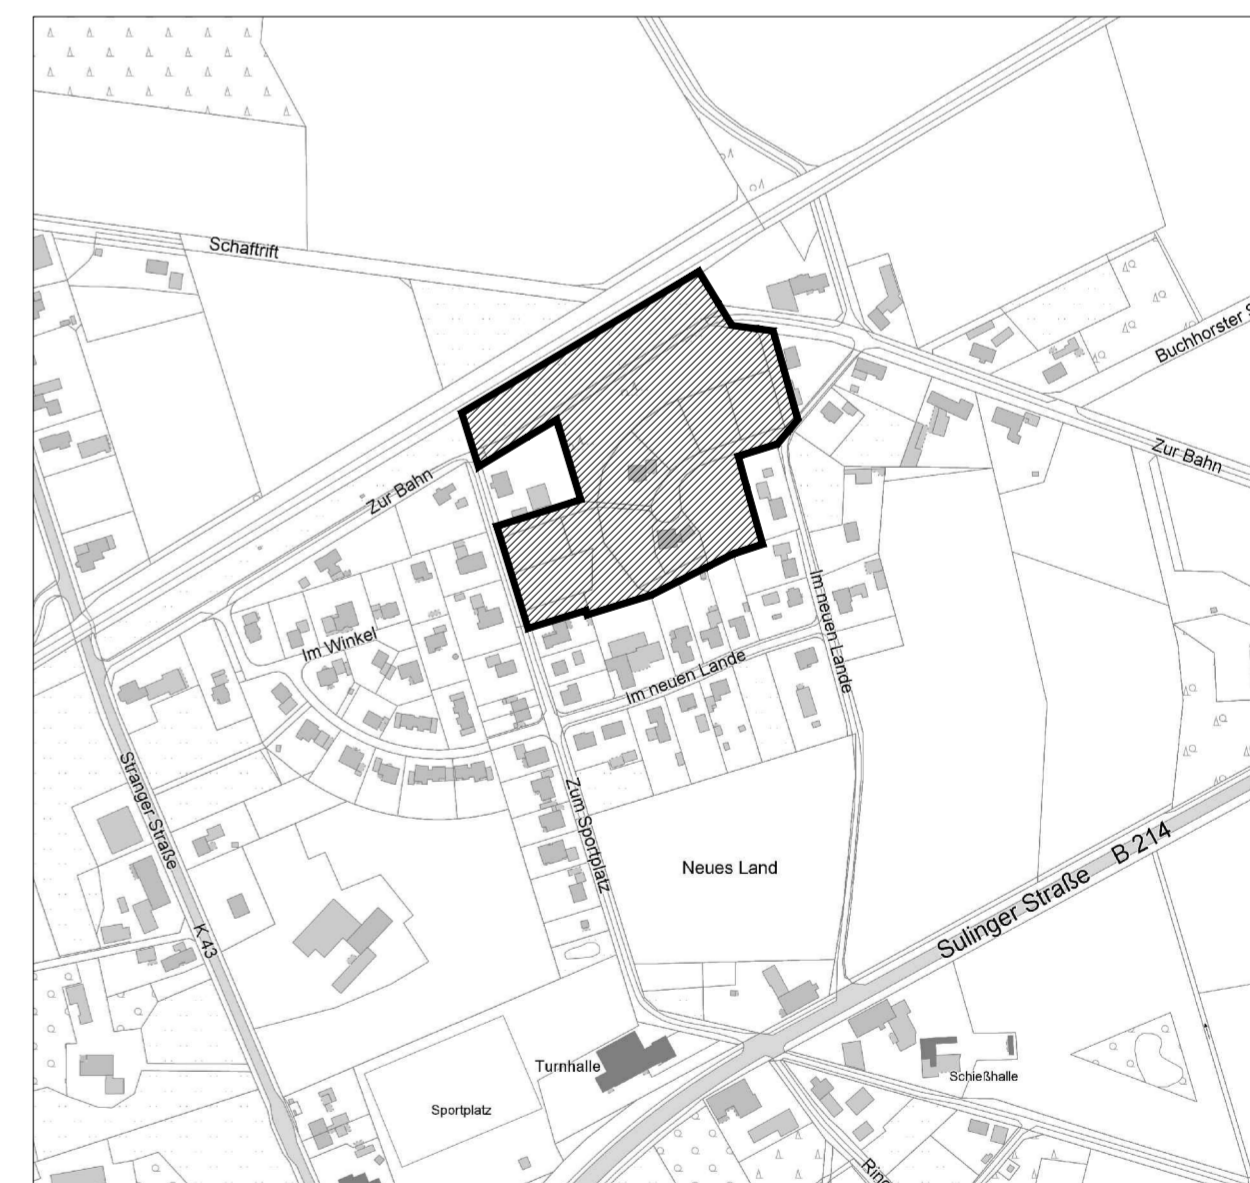 Schaftrift
Buchhorster
Zur Bahn
Zur Bahn
Im Winkel
Im neuen Lande
Im neuen Lande
Stranger Straße
Zum Sportplatz
Neues Land
B 214
Sulinger Straße
K 43
Turnhalle
Schießhalle
Sportplatz